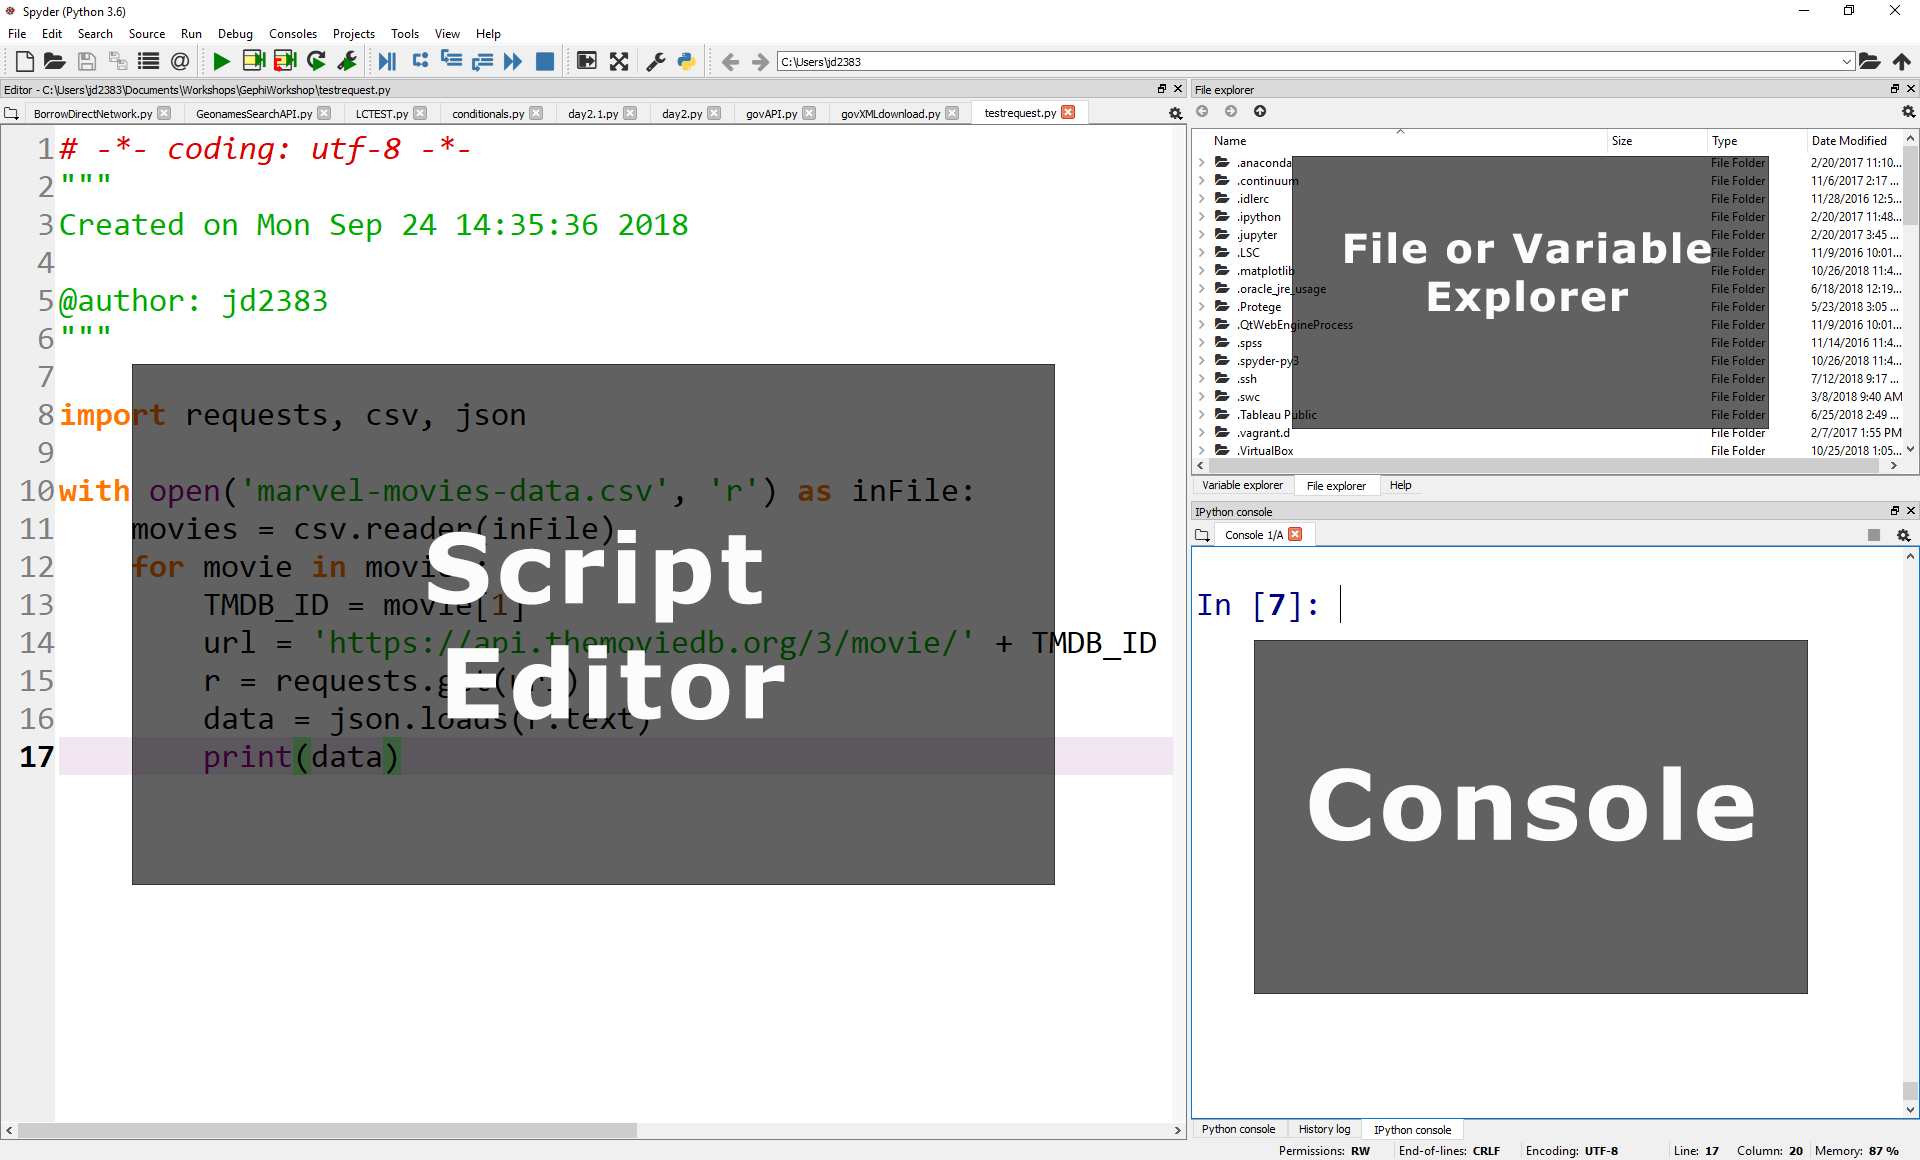 Spyder (Python 3.6)
File Edit Search Source Run Debug Consoles Projects Tools View Help
C:\Users\jd2383
Editor - C:\Users\jd2383\Documents\Workshops\GephiWorkshop\testrequest.py
BorrowDirectNetwork.py GeonamesSearchAPI.py LCTEST.py conditionals.py day2.1.py day2.py govAPI.py govXMLdownload.py testrequest.py
1 # -*- coding: utf-8 -*-
2 """
3 Created on Mon Sep 24 14:35:36 2018
4
5 @author: jd2383
6 """
7
8 import requests, csv, json
9
10 with open('marvel-movies-data.csv', 'r') as inFile:
11 movies = csv.reader(inFile)
12 for movie in movies:
13 TMDB_ID = movie[1]
14 url = 'https://api.themoviedb.org/3/movie/' + TMDB_ID
15 r = requests.get(url)
16 data = json.loads(r.text)
17 print(data)
Script
Editor
File explorer
Name Size Type Date Modified
.anaconda File Folder 2/20/2017 11:10...
.continuum File Folder 11/6/2017 2:17 ...
.idlerc File Folder 11/28/2016 12:5...
.ipython File Folder 2/20/2017 11:48...
.jupyter File Folder 2/20/2017 3:45 ...
.LSC File Folder 11/9/2016 10:01...
.matplotlib File Folder 10/26/2018 11:4...
.oracle_jre_usage File Folder 6/18/2018 12:19...
.Protege File Folder 5/23/2018 3:05 ...
.QtWebEngineProcess File Folder 11/9/2016 10:01...
.spss File Folder 11/14/2016 11:4...
.spyder-py3 File Folder 10/26/2018 11:4...
.ssh File Folder 7/12/2018 9:17 ...
.swc File Folder 3/8/2018 9:40 AM
.Tableau Public File Folder 6/25/2018 2:49 ...
.vagrant.d File Folder 2/7/2017 1:55 PM
.VirtualBox File Folder 10/25/2018 1:05...
File or Variable
Explorer
Variable explorer File explorer Help
IPython console
Console 1/A
In [7]:
Console
Python console History log IPython console
Permissions: RW End-of-lines: CRLF Encoding: UTF-8 Line: 17 Column: 20 Memory: 87 %